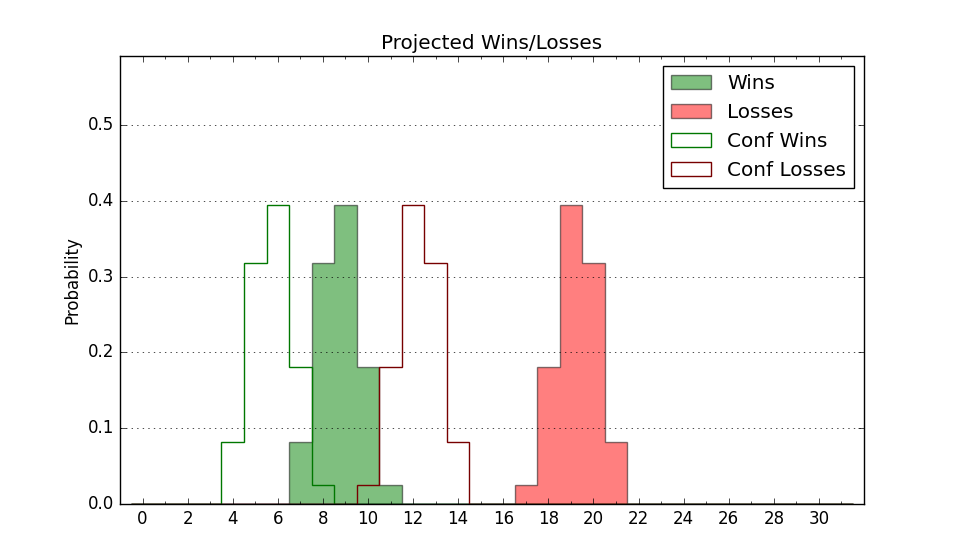 Projected Wins/Losses
Wins
Losses
Conf Wins
Conf Losses
Probability
0.5
0.4
0.3
0.2
0.1
0.0
0 2 4 6 8 10 12 14 16 18 20 22 24 26 28 30